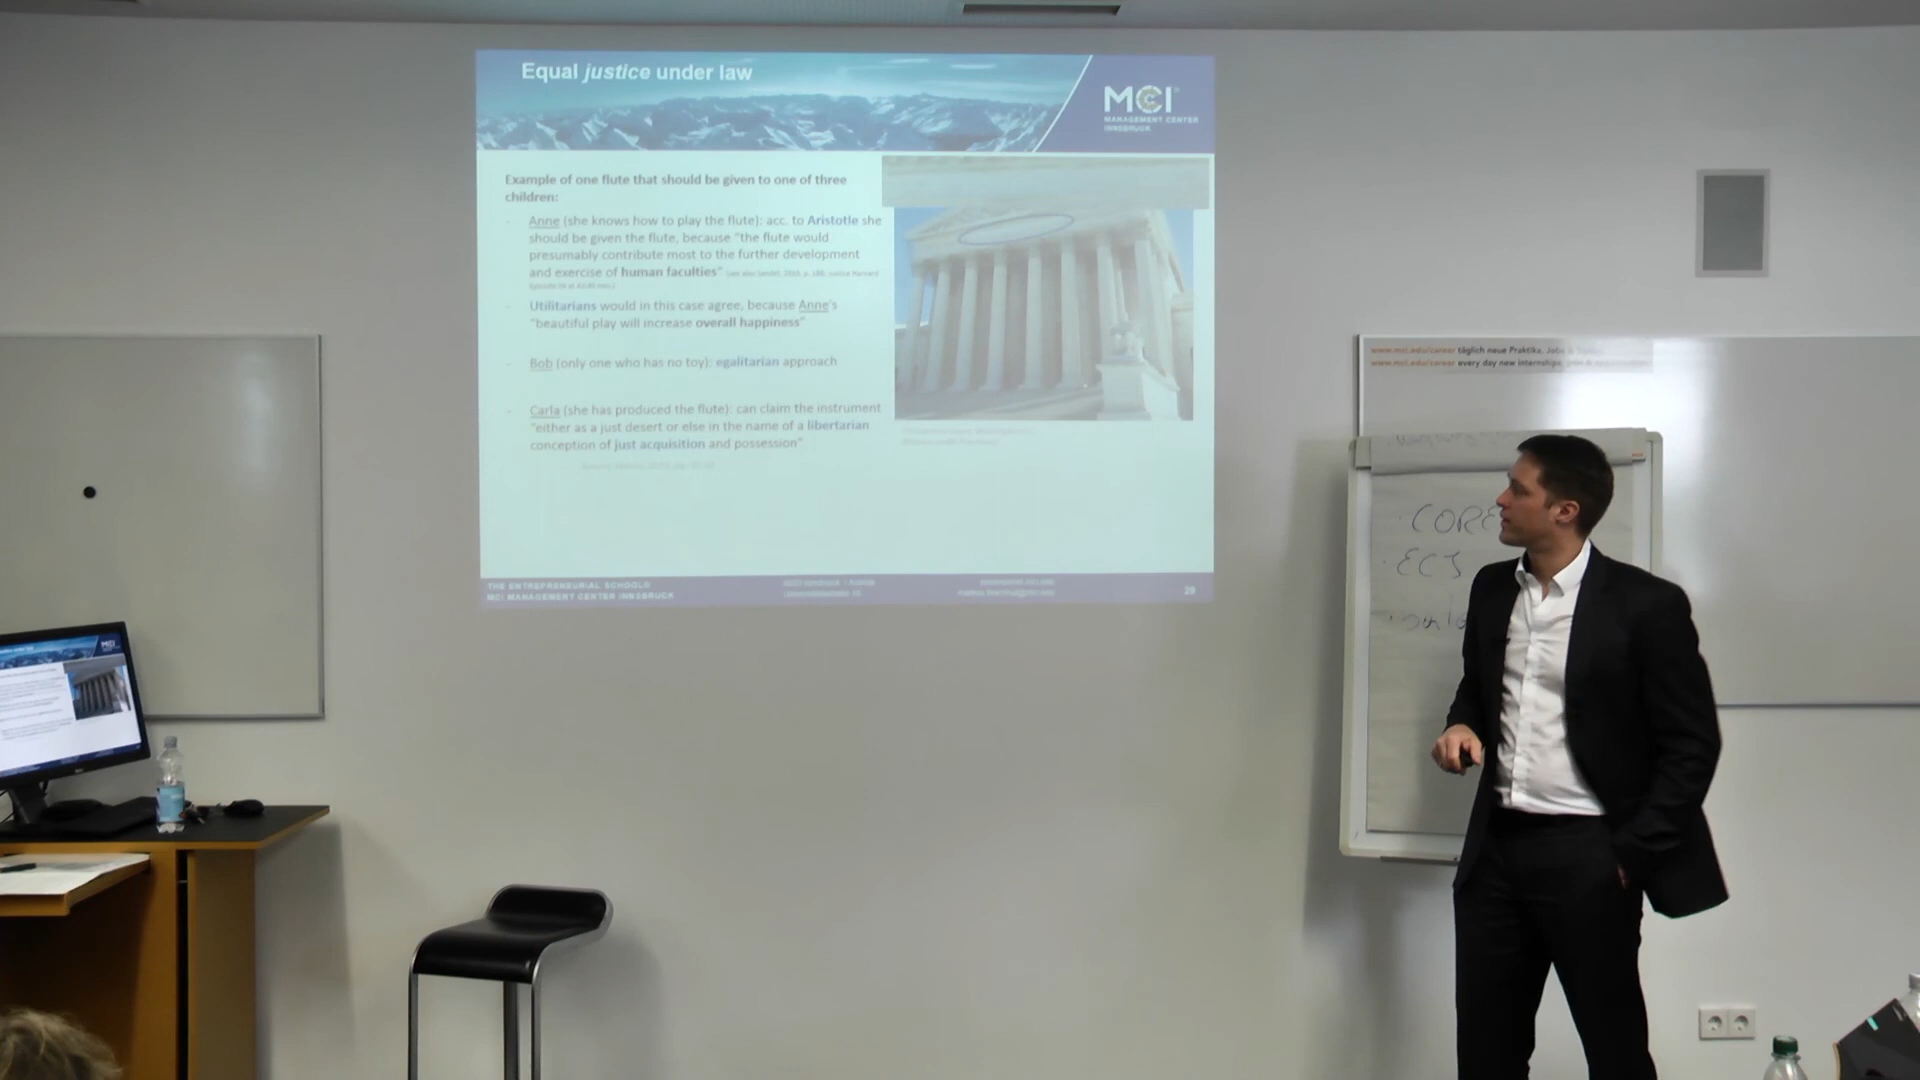 Equal justice under law
MCI
MANAGEMENT CENTER
INNSBRUCK
Example of one flute that should be given to one of three
children:
- Anne (she knows how to play the flute): acc. to Aristotle she
should be given the flute, because "the flute would
presumably contribute most to the further development
and exercise of human faculties"
- Utilitarians would in this case agree, because Anne's
"beautiful play will increase overall happiness"
- Bob (only one who has no toy): egalitarian approach
- Carla (she has produced the flute): can claim the instrument
"either as a just desert or else in the name of a libertarian
conception of just acquisition and possession"
THE ENTREPRENEURIAL SCHOOL®
MCI MANAGEMENT CENTER INNSBRUCK
29
www.mci.edu/career täglich neue Praktika, Jobs
www.mci.edu/career every day new internships, jobs
CORE
ECJ
MCI